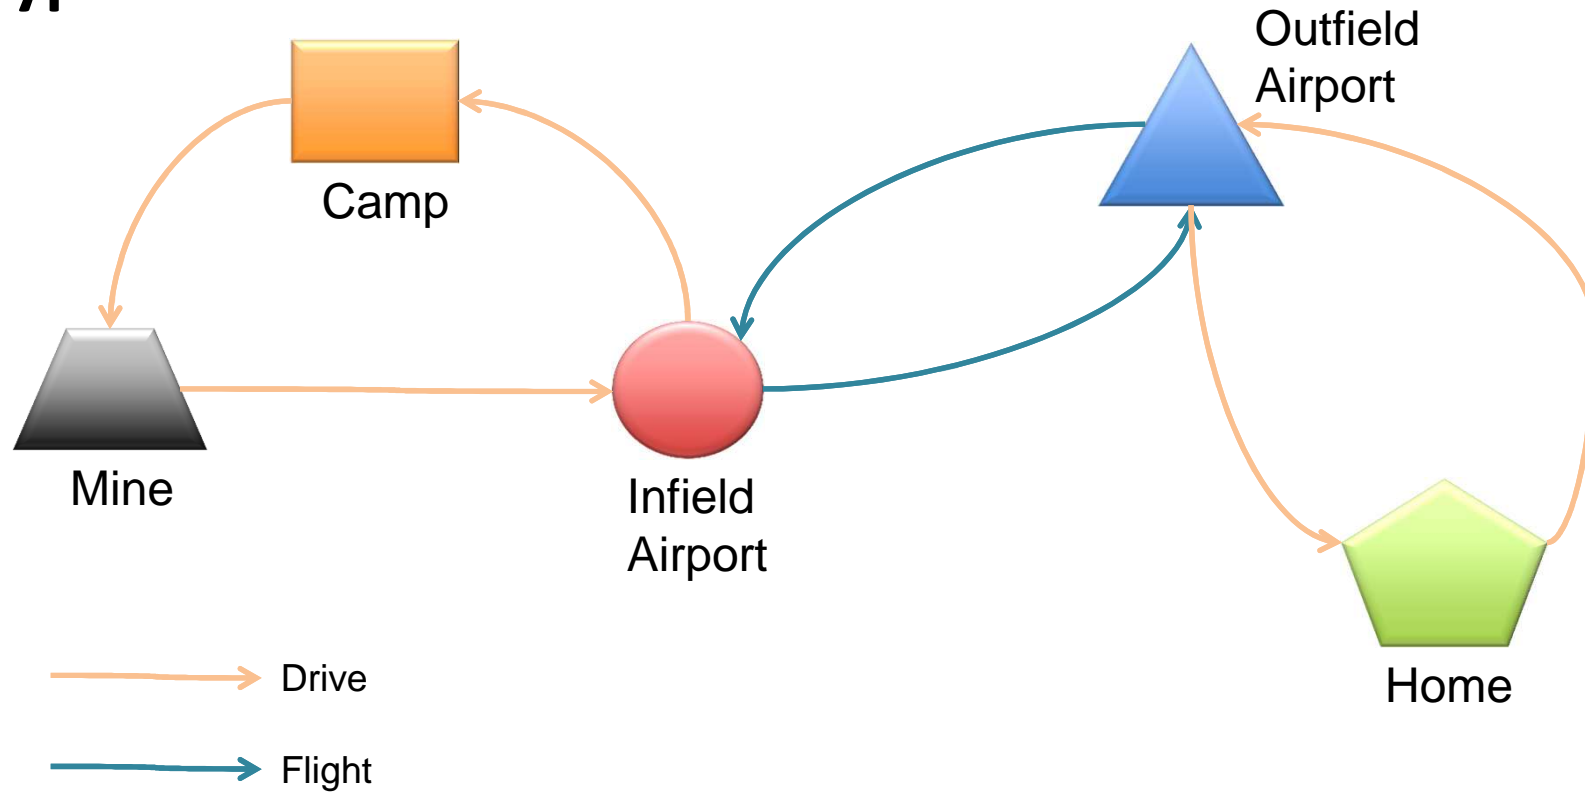 Outfield
Airport
Camp
Mine
Infield
Airport
Home
Drive
Flight